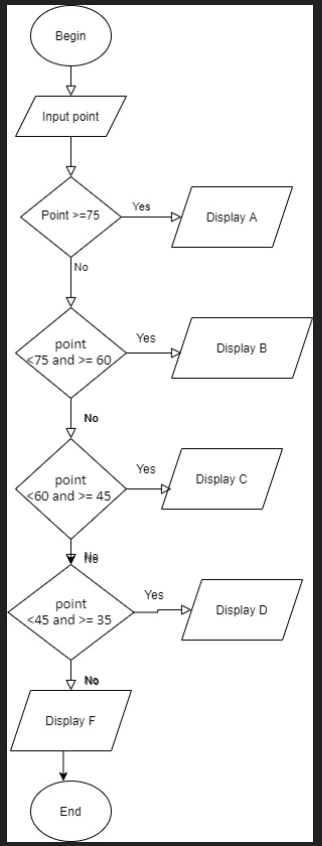 Begin
Input point
Point >=75
Yes
Display A
No
point
<75 and >= 60
Yes
Display B
No
point
<60 and >= 45
Yes
Display C
No
point
<45 and >= 35
Yes
Display D
No
Display F
End